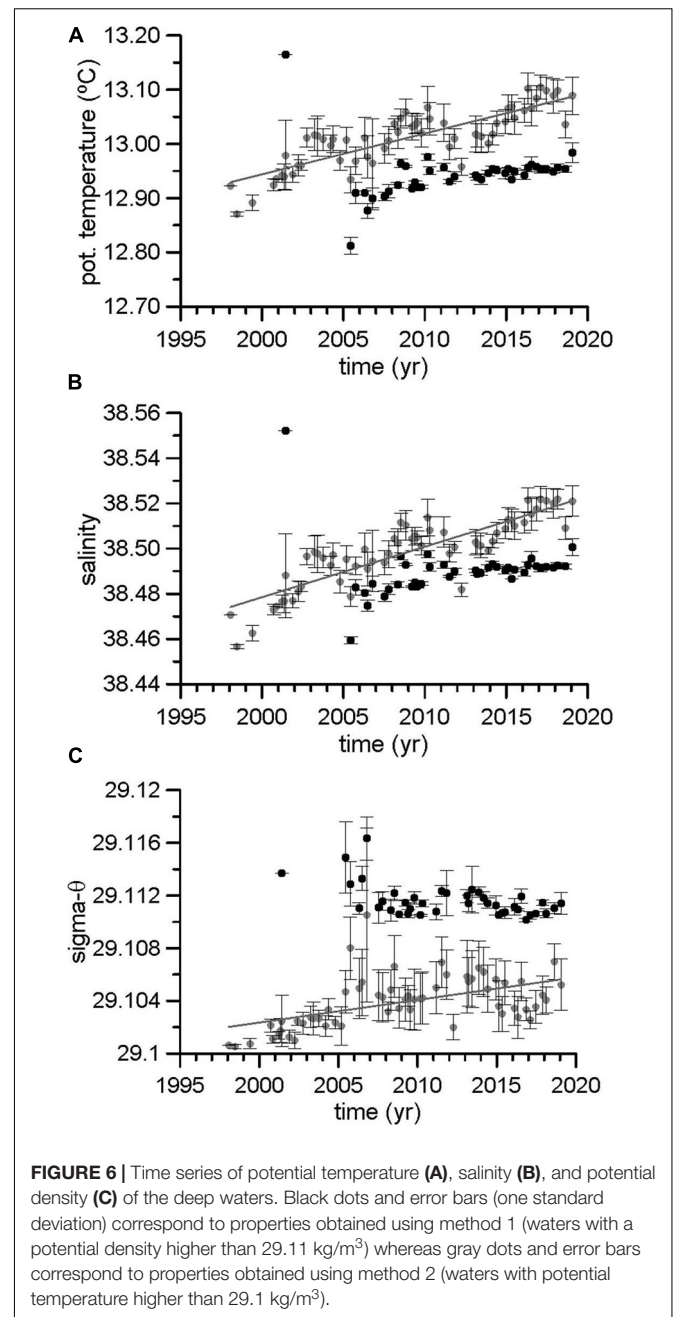 A
13.20
13.10
13.00
12.90
12.80
12.70
pot. temperature (ºC)
1995 2000 2005 2010 2015 2020
time (yr)
B
38.56
38.54
38.52
38.50
38.48
38.46
38.44
salinity
1995 2000 2005 2010 2015 2020
time (yr)
C
29.12
29.116
29.112
29.108
29.104
29.1
sigma-θ
1995 2000 2005 2010 2015 2020
time (yr)
FIGURE 6 | Time series of potential temperature (A), salinity (B), and potential
density (C) of the deep waters. Black dots and error bars (one standard
deviation) correspond to properties obtained using method 1 (waters with a
potential density higher than 29.11 kg/m³) whereas gray dots and error bars
correspond to properties obtained using method 2 (waters with potential
temperature higher than 29.1 kg/m³).